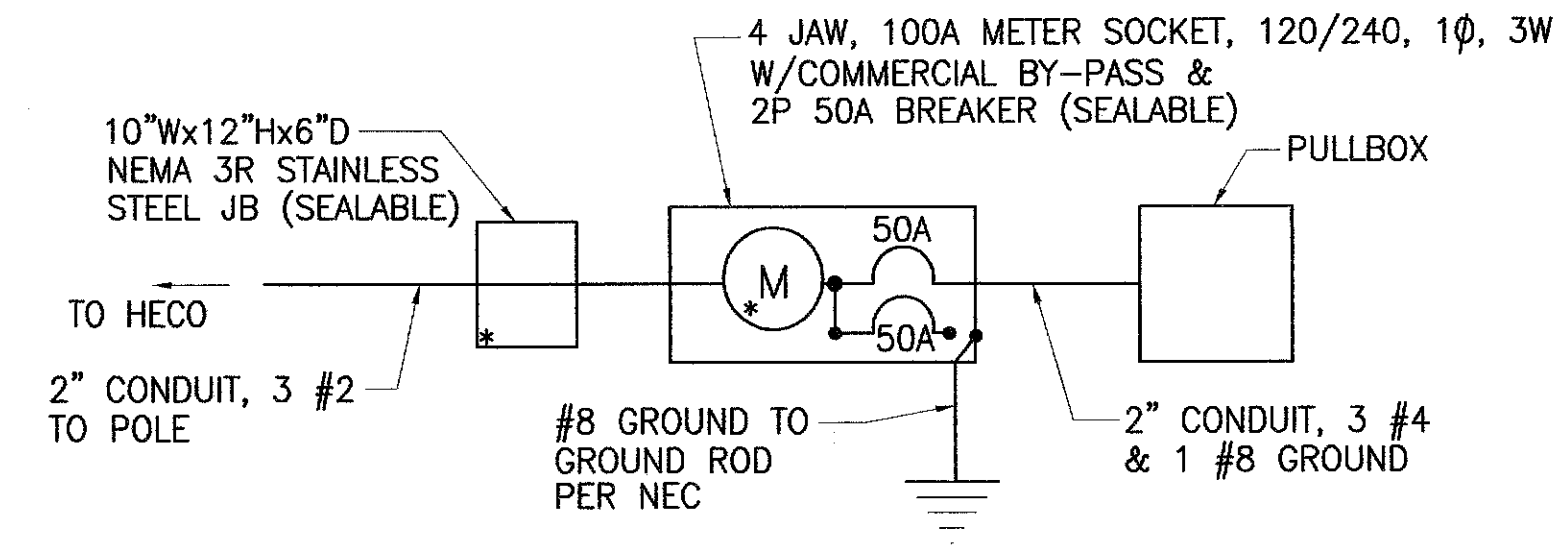 4 JAW, 100A METER SOCKET, 120/240, 1ϕ, 3W
W/COMMERCIAL BY-PASS &
2P 50A BREAKER (SEALABLE)
10"Wx12"Hx6"D
NEMA 3R STAINLESS
STEEL JB (SEALABLE)
PULLBOX
50A
M
*
50A
*
TO HECO
2" CONDUIT, 3 #2
TO POLE
#8 GROUND TO
GROUND ROD
PER NEC
2" CONDUIT, 3 #4
& 1 #8 GROUND